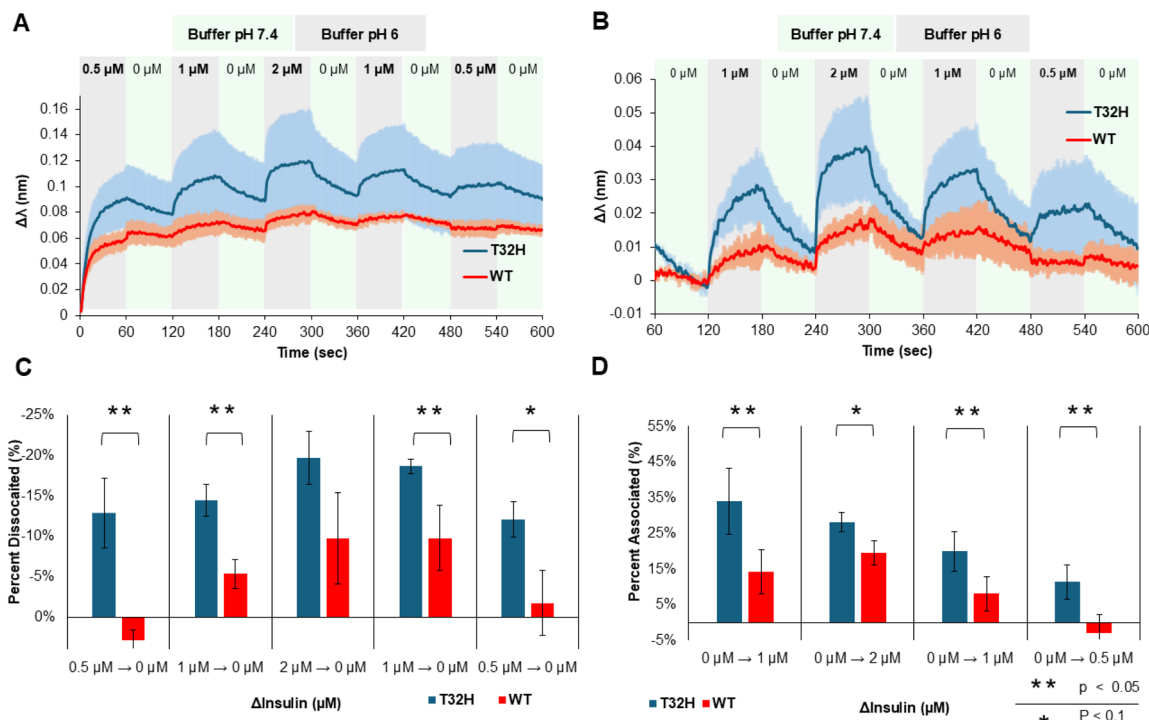 A
Buffer pH 7.4 Buffer pH 6
0.5 µM 0 µM 1 µM 0 µM 2 µM 0 µM 1 µM 0 µM 0.5 µM 0 µM
0.16
0.14
0.12
0.1
0.08
0.06
0.04
0.02
0
Δλ (nm)
T32H
WT
0 60 120 180 240 300 360 420 480 540 600
Time (sec)
B
Buffer pH 7.4 Buffer pH 6
0 µM 1 µM 0 µM 2 µM 0 µM 1 µM 0 µM 0.5 µM 0 µM
0.06
0.05
0.04
0.03
0.02
0.01
0
-0.01
Δλ (nm)
T32H
WT
60 120 180 240 300 360 420 480 540 600
Time (sec)
C
-25%
-20%
-15%
-10%
-5%
0%
Percent Dissocaited (%)
** ** ** *
0.5 µM → 0 µM 1 µM → 0 µM 2 µM → 0 µM 1 µM → 0 µM 0.5 µM → 0 µM
ΔInsulin (µM) T32H WT
D
55%
45%
35%
25%
15%
5%
-5%
Percent Associated (%)
** * ** **
0 µM → 1 µM 0 µM → 2 µM 0 µM → 1 µM 0 µM → 0.5 µM
T32H WT ΔInsulin (µM)
** p < 0.05
* P < 0.1